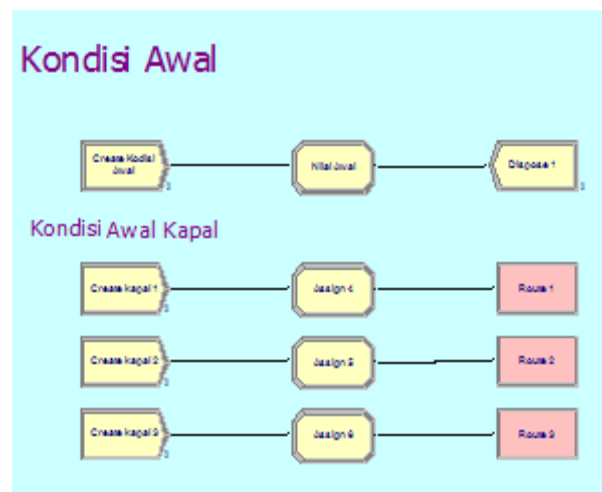 Kondisi Awal
Create Kodisi
Awal
Nilai Awal
Dispose 1
Kondisi Awal Kapal
Create kapal 1
Assign 4
Route 1
Create kapal 2
Assign 5
Route 2
Create kapal 3
Assign 6
Route 3